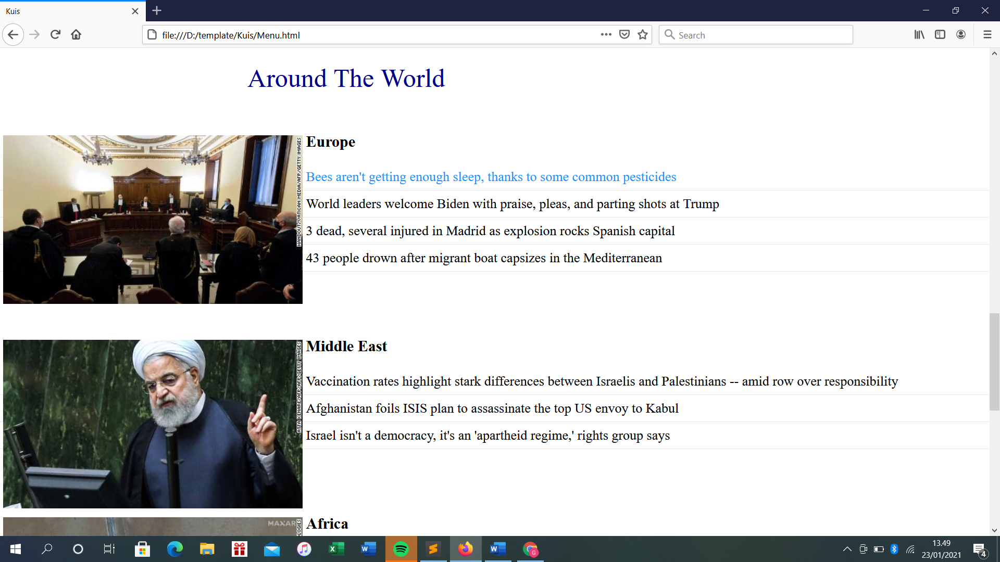 Kuis
file:///D:/template/Kuis/Menu.html
Search
Around The World
HANDOUT/VATICAN MEDIA/AFP/GETTY IMAGES
Europe
Bees aren't getting enough sleep, thanks to some common pesticides
World leaders welcome Biden with praise, pleas, and parting shots at Trump
3 dead, several injured in Madrid as explosion rocks Spanish capital
43 people drown after migrant boat capsizes in the Mediterranean
ATTA KENARE/AFP/AFP/GETTY IMAGES
Middle East
Vaccination rates highlight stark differences between Israelis and Palestinians -- amid row over responsibility
Afghanistan foils ISIS plan to assassinate the top US envoy to Kabul
Israel isn't a democracy, it's an 'apartheid regime,' rights group says
Africa
13.49
23/01/2021
4